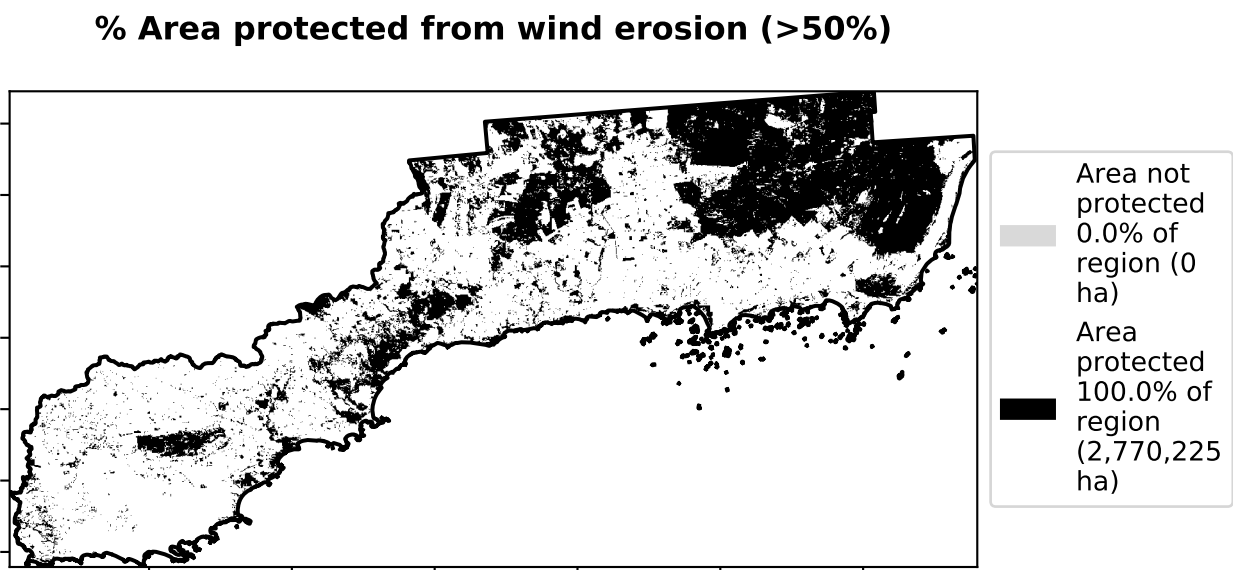 % Area protected from wind erosion (>50%)
Area not
protected
0.0% of
region (0
ha)
Area
protected
100.0% of
region
(2,770,225
ha)